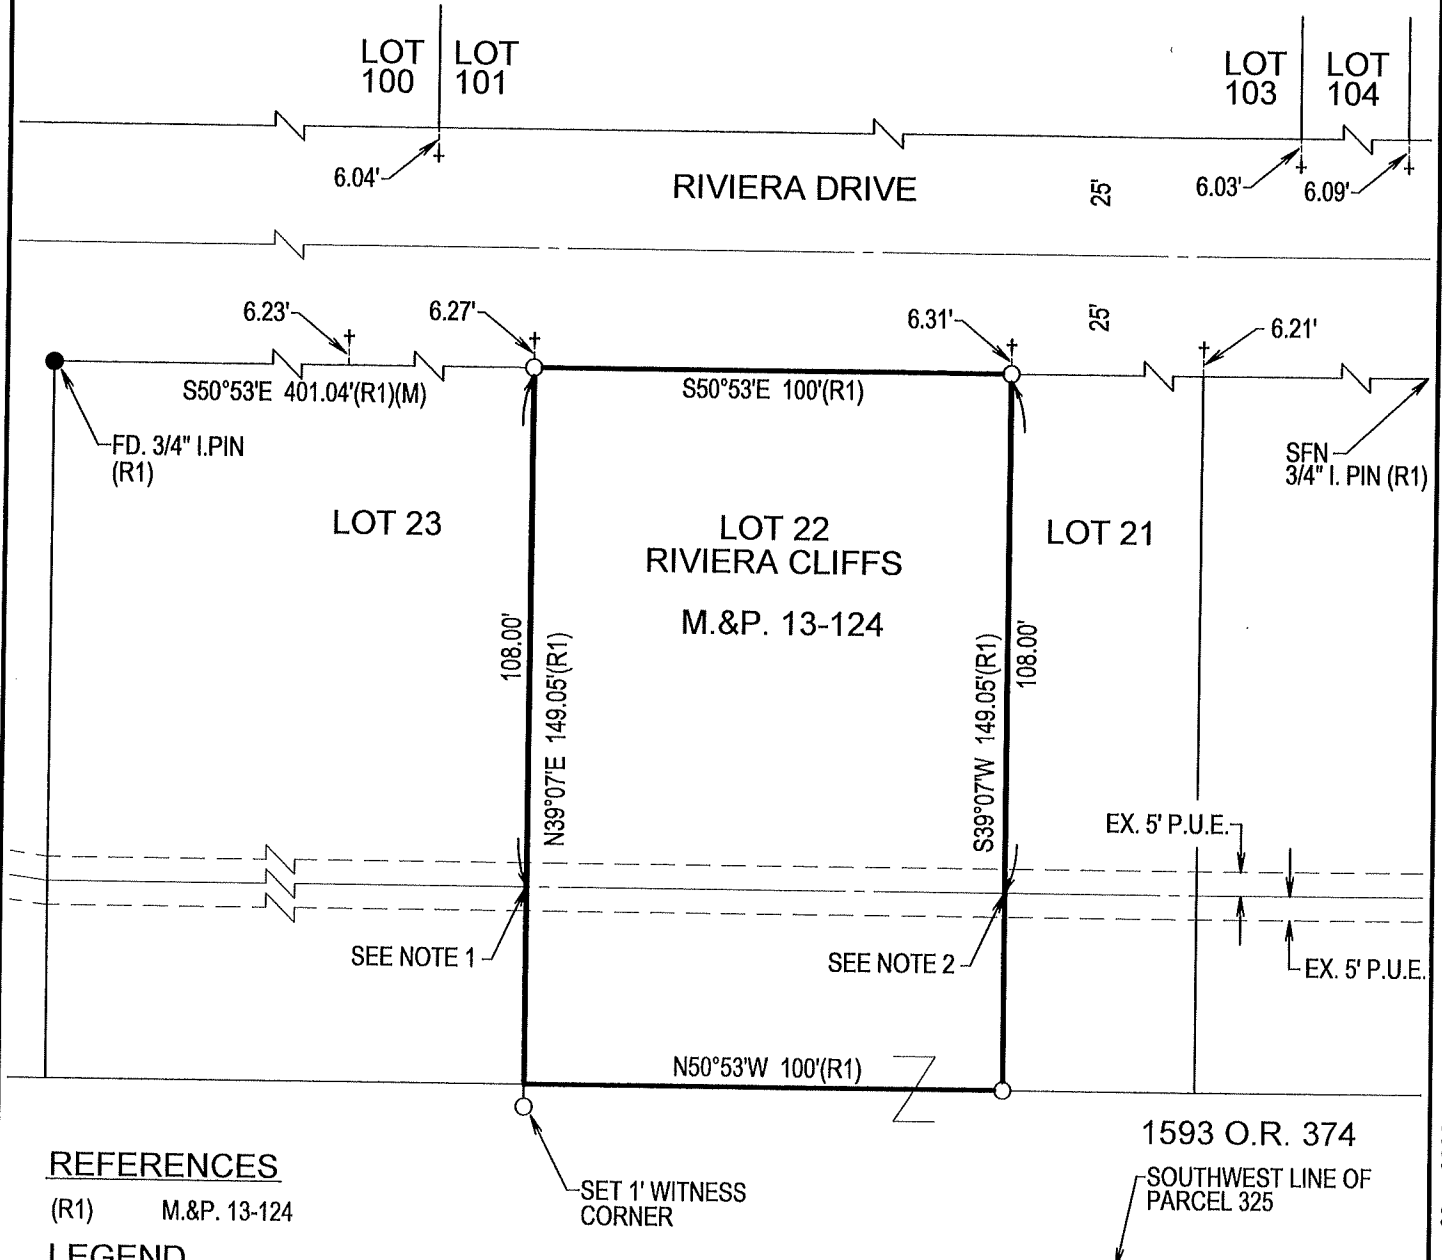 LOT
100
LOT
101
LOT
103
LOT
104
6.04'
RIVIERA DRIVE
25'
6.03'
6.09'
6.23'
6.27'
6.31'
25'
6.21'
S50°53'E 401.04'(R1)(M)
S50°53'E 100'(R1)
FD. 3/4" I.PIN
(R1)
SFN
3/4" I. PIN (R1)
LOT 23
LOT 22
RIVIERA CLIFFS
LOT 21
M.&P. 13-124
108.00'
N39°07'E 149.05'(R1)
S39°07'W 149.05'(R1)
108.00'
EX. 5' P.U.E.
SEE NOTE 1
SEE NOTE 2
EX. 5' P.U.E.
N50°53'W 100'(R1)
1593 O.R. 374
REFERENCES
(R1) M.&P. 13-124
SET 1' WITNESS
CORNER
SOUTHWEST LINE OF
PARCEL 325
LEGEND